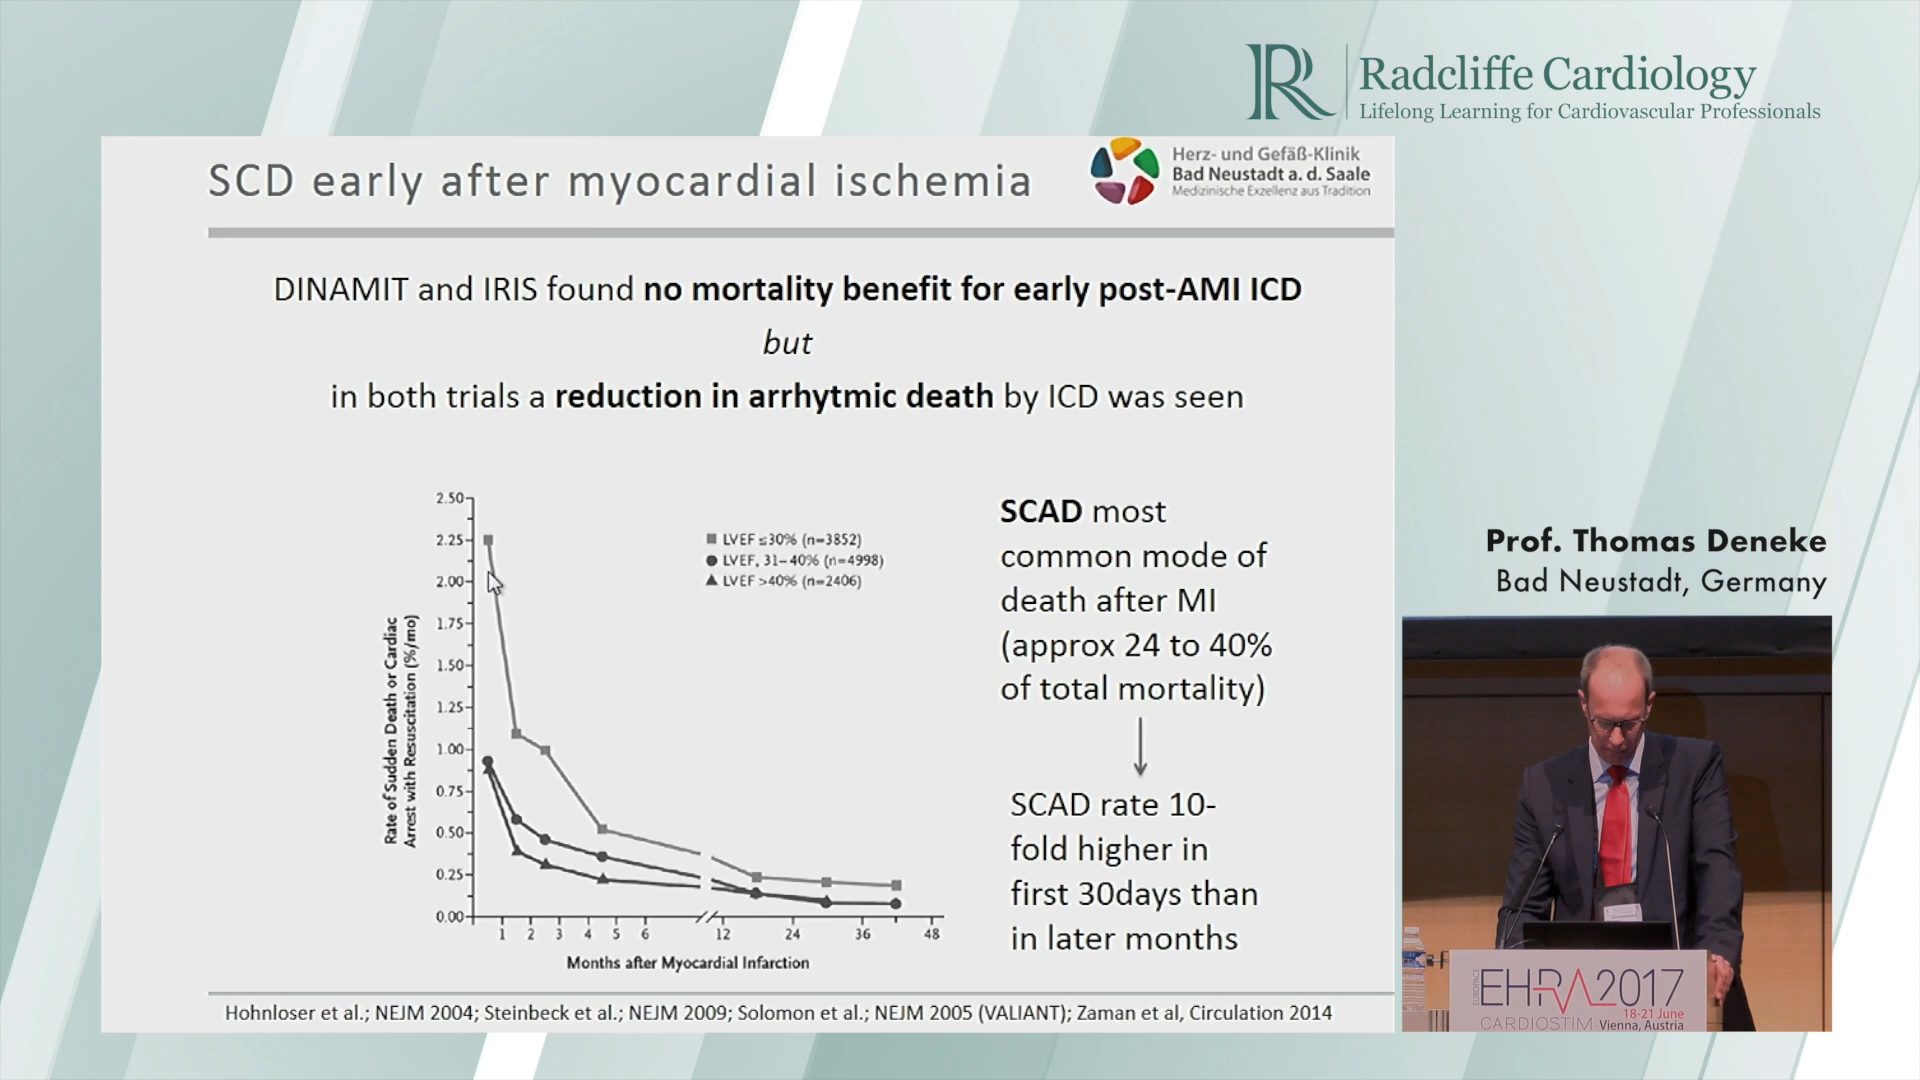 Radcliffe Cardiology
Lifelong Learning for Cardiovascular Professionals
SCD early after myocardial ischemia
Herz- und Gefäß-Klinik
Bad Neustadt a. d. Saale
Medizinische Exzellenz aus Tradition
DINAMIT and IRIS found no mortality benefit for early post-AMI ICD
but
in both trials a reduction in arrhytmic death by ICD was seen
Rate of Sudden Death or Cardiac
Arrest with Resuscitation (%/mo)
2.50
2.25
2.00
1.75
1.50
1.25
1.00
0.75
0.50
0.25
0.00
LVEF ≤30% (n=3852)
LVEF, 31–40% (n=4998)
LVEF >40% (n=2406)
1 2 3 4 5 6 12 24 36 48
Months after Myocardial Infarction
SCAD most
common mode of
death after MI
(approx 24 to 40%
of total mortality)
SCAD rate 10-
fold higher in
first 30days than
in later months
Hohnloser et al.; NEJM 2004; Steinbeck et al.; NEJM 2009; Solomon et al.; NEJM 2005 (VALIANT); Zaman et al, Circulation 2014
Prof. Thomas Deneke
Bad Neustadt, Germany
EUROPACE
EHRA2017
18-21 June
CARDIOSTIM Vienna, Austria